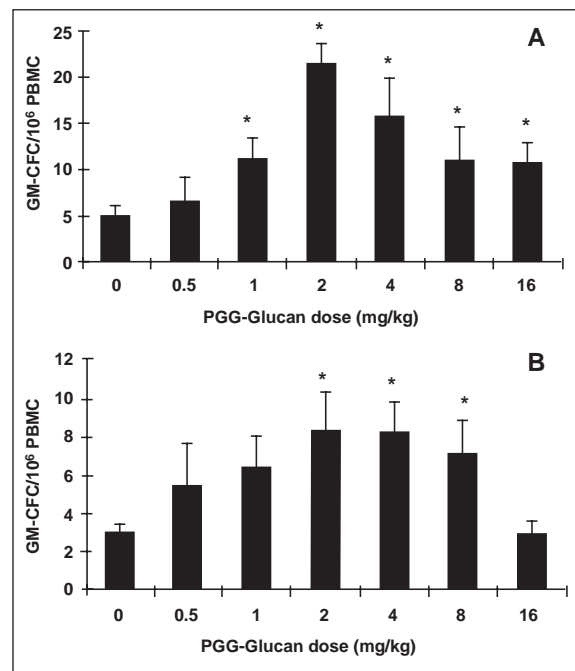 A
GM-CFC/10⁶ PBMC
25
20
15
10
5
0
* * * * *
0 0.5 1 2 4 8 16
PGG-Glucan dose (mg/kg)
B
GM-CFC/10⁶ PBMC
12
10
8
6
4
2
0
* * *
0 0.5 1 2 4 8 16
PGG-Glucan dose (mg/kg)